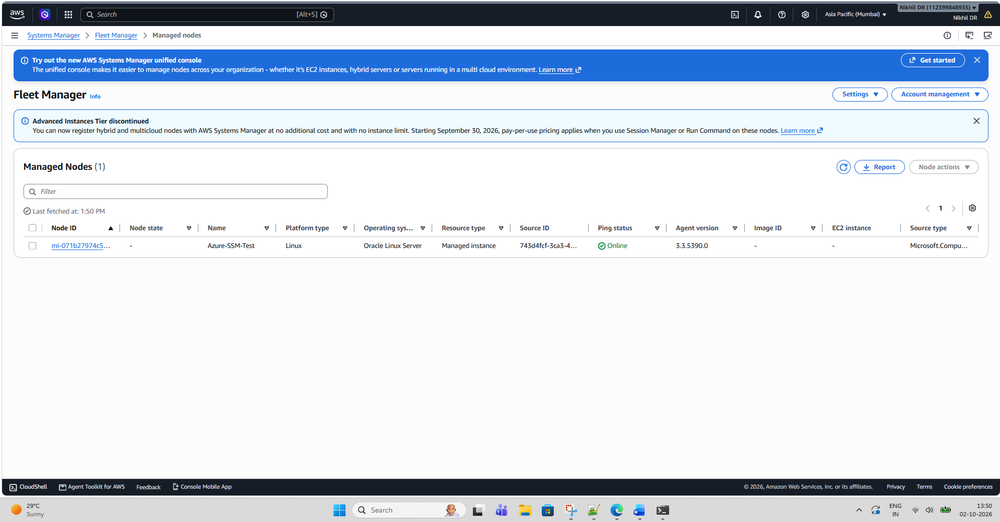 aws
Search [Alt+S]
Asia Pacific (Mumbai)
Nikhil DR (112399848935)
Nikhil DR
Systems Manager
Fleet Manager
Managed nodes
Try out the new AWS Systems Manager unified console
The unified console makes it easier to manage nodes across your organization - whether it's EC2 instances, hybrid servers or servers running in a multi cloud environment. Learn more
Get started
Fleet Manager Info
Settings
Account management
Advanced Instances Tier discontinued
You can now register hybrid and multicloud nodes with AWS Systems Manager at no additional cost and with no instance limit. Starting September 30, 2026, pay-per-use pricing applies when you use Session Manager or Run Command on these nodes. Learn more
Managed Nodes (1)
Report
Node actions
Filter
Last fetched at: 1:50 PM
1
Node ID Node state Name Platform type Operating sys... Resource type Source ID Ping status Agent version Image ID EC2 instance Source type
mi-071b27974c5... - Azure-SSM-Test Linux Oracle Linux Server Managed instance 743d4fcf-3ca3-4... Online 3.3.5390.0 - - Microsoft.Compu...
CloudShell Agent Toolkit for AWS Feedback Console Mobile App © 2026, Amazon Web Services, Inc. or its affiliates. Privacy Terms Cookie preferences
29°C
Sunny
Search
ENG
IN
13:50
02-10-2026